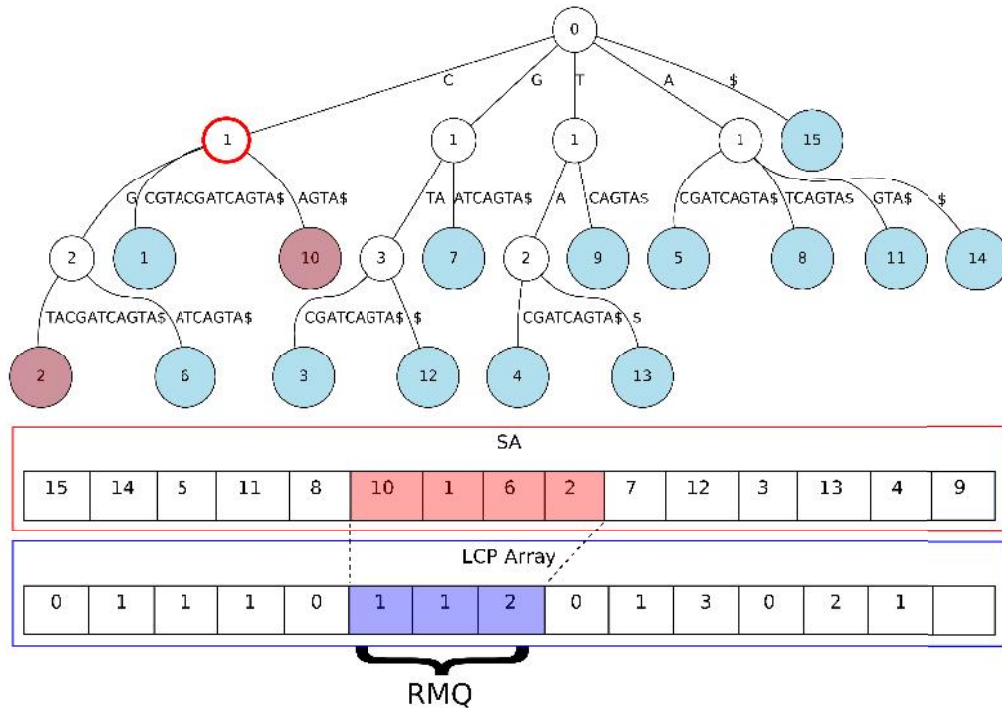 0
C G T A $
1 1 1 1 15
G CGTACGATCAGTA$ AGTA$ TA ATCAGTA$ A CAGTA$ CGATCAGTA$ TCAGTA$ GTA$ $
2 1 10 3 7 2 9 5 8 11 14
TACGATCAGTA$ ATCAGTA$ CGATCAGTA$ $ CGATCAGTA$ $
2 6 3 12 4 13
SA
15 14 5 11 8 10 1 6 2 7 12 3 13 4 9
LCP Array
0 1 1 1 0 1 1 2 0 1 3 0 2 1
RMQ